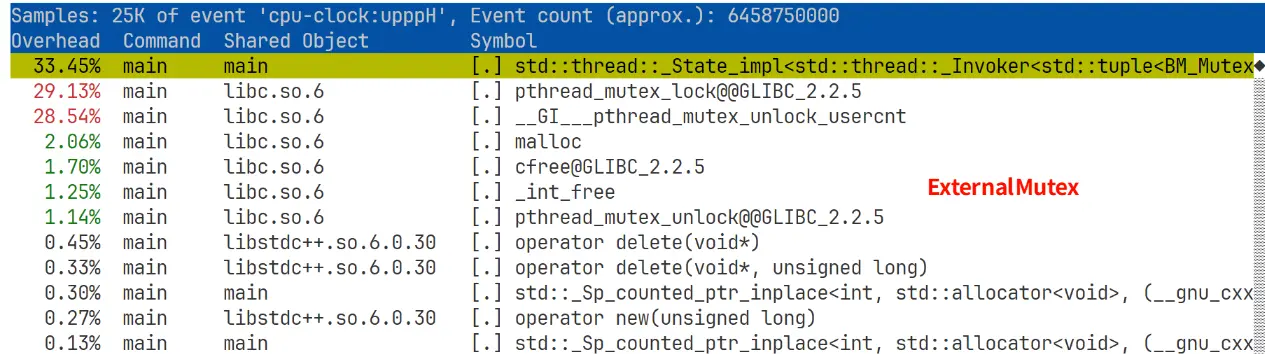 Samples: 25K of event 'cpu-clock:upppH', Event count (approx.): 6458750000
Overhead  Command  Shared Object        Symbol
33.45%  main     main                 [.] std::thread::_State_impl<std::thread::_Invoker<std::tuple<BM_Mutex
29.13%  main     libc.so.6            [.] pthread_mutex_lock@@GLIBC_2.2.5
28.54%  main     libc.so.6            [.] __GI___pthread_mutex_unlock_usercnt
2.06%  main     libc.so.6            [.] malloc
1.70%  main     libc.so.6            [.] cfree@GLIBC_2.2.5
1.25%  main     libc.so.6            [.] _int_free
ExternalMutex
1.14%  main     libc.so.6            [.] pthread_mutex_unlock@@GLIBC_2.2.5
0.45%  main     libstdc++.so.6.0.30  [.] operator delete(void*)
0.33%  main     libstdc++.so.6.0.30  [.] operator delete(void*, unsigned long)
0.30%  main     main                 [.] std::_Sp_counted_ptr_inplace<int, std::allocator<void>, (__gnu_cxx
0.27%  main     libstdc++.so.6.0.30  [.] operator new(unsigned long)
0.13%  main     main                 [.] std::_Sp_counted_ptr_inplace<int, std::allocator<void>, (__gnu_cxx